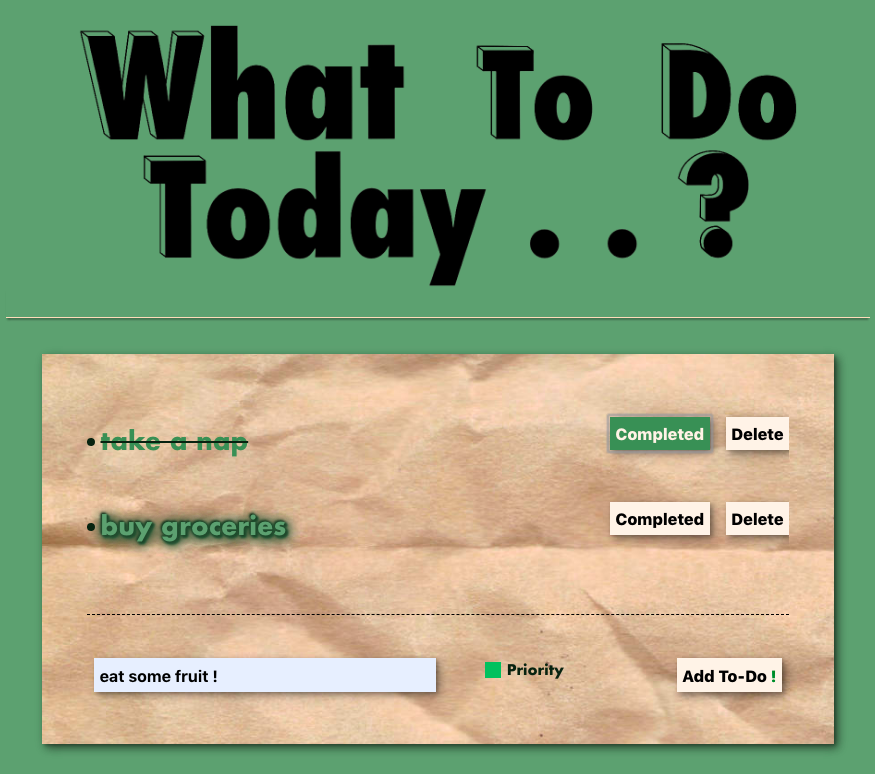 What To Do
Today . . ?
take a nap Completed Delete
buy groceries Completed Delete
eat some fruit ! Priority Add To-Do !